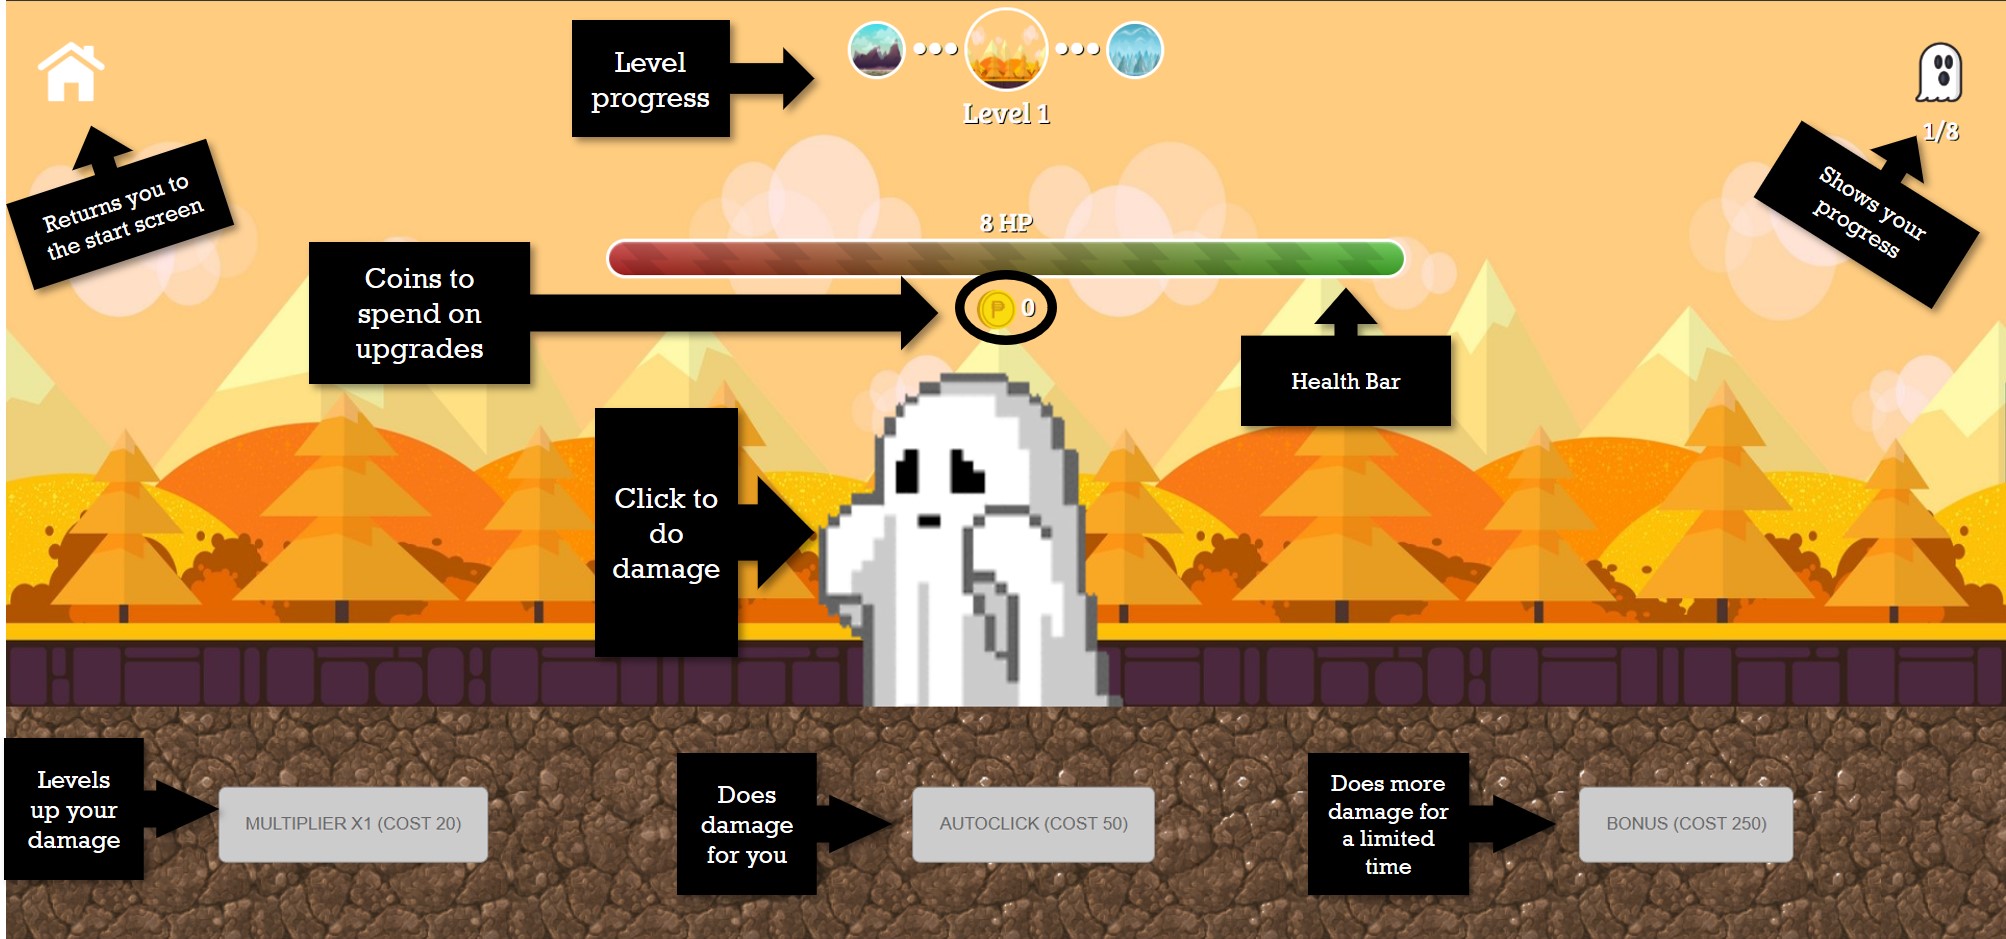 Level
progress
Level 1
1/8
Returns you to
the start screen
Shows your
progress
8 HP
Coins to
spend on
upgrades
P 0
Health Bar
Click to
do
damage
Levels
up your
damage
MULTIPLIER X1 (COST 20)
Does
damage
for you
AUTOCLICK (COST 50)
Does more
damage for
a limited
time
BONUS (COST 250)